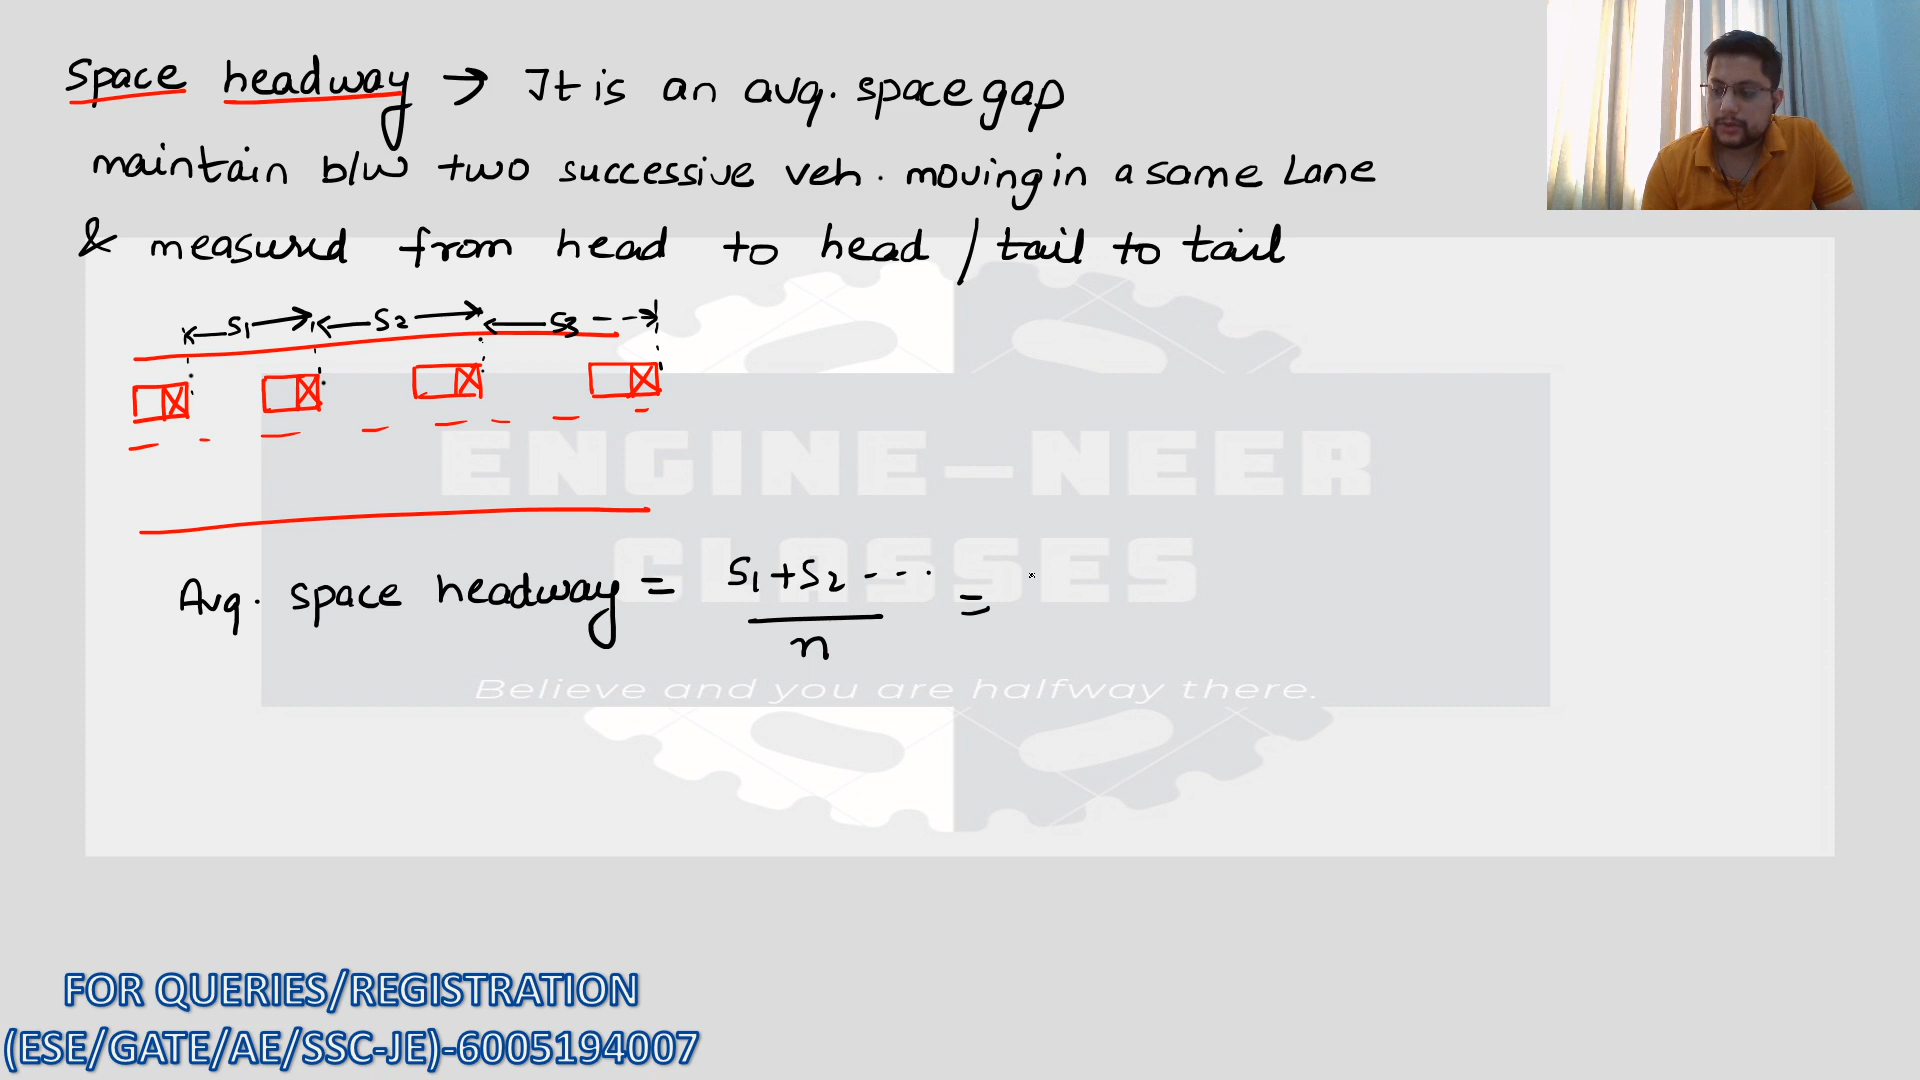 Space headway → It is an avg. space gap
maintain b/w two successive veh. moving in a same Lane
& measured from head to head / tail to tail
S1 S2 S3
ENGINE-NEER
CLASSES
Avg. space headway = S1+S2 --- =
n
Believe and you are halfway there.
FOR QUERIES/REGISTRATION
(ESE/GATE/AE/SSC-JE)-6005194007